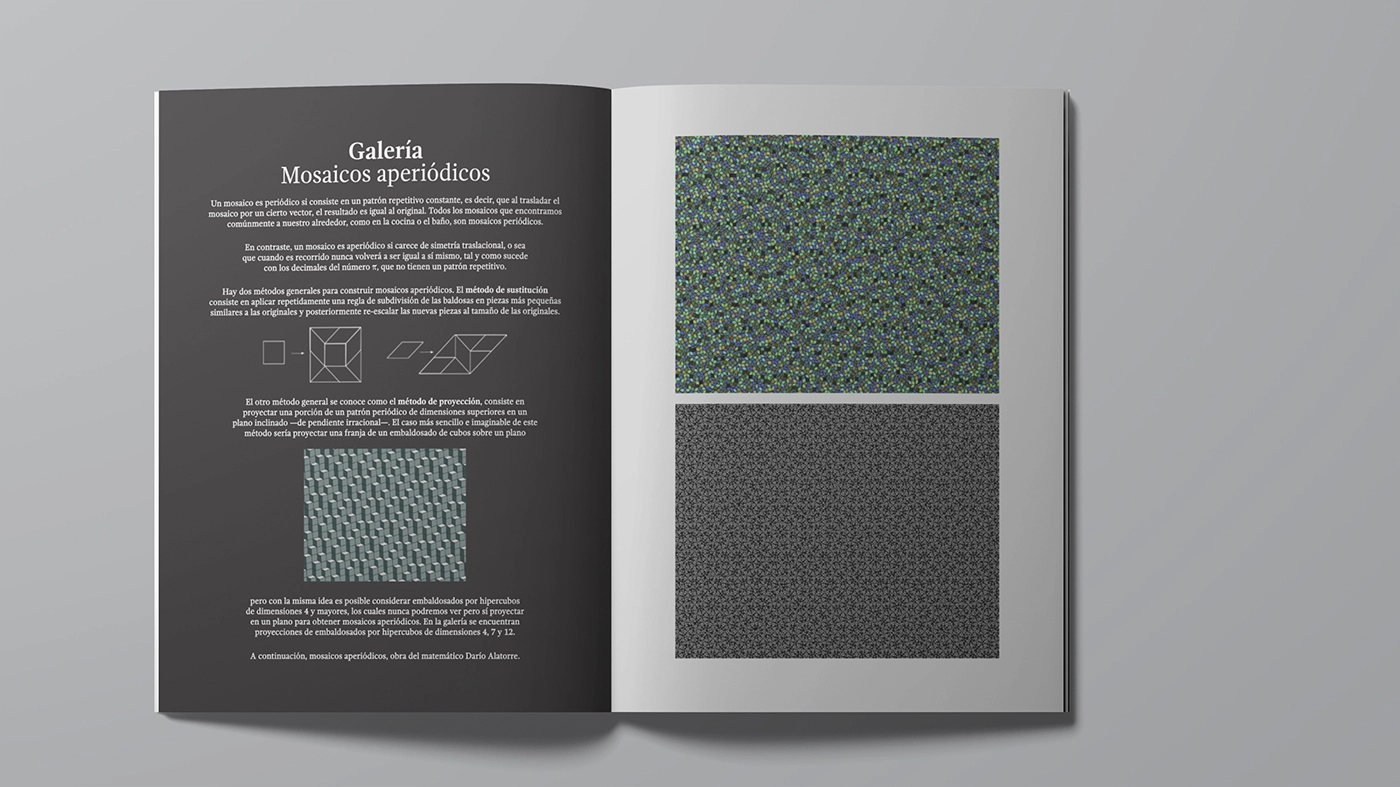 Galería
Mosaicos aperiódicos
Un mosaico es periódico si consiste en un patrón repetitivo constante, es decir, que al trasladar el
mosaico por un cierto vector, el resultado es igual al original. Todos los mosaicos que encontramos
comúnmente a nuestro alrededor, como en la cocina o el baño, son mosaicos periódicos.
En contraste, un mosaico es aperiódico si carece de simetría traslacional, o sea
que cuando es recorrido nunca volverá a ser igual a sí mismo, tal y como sucede
con los decimales del número π, que no tienen un patrón repetitivo.
Hay dos métodos generales para construir mosaicos aperiódicos. El método de sustitución
consiste en aplicar repetidamente una regla de subdivisión de las baldosas en piezas más pequeñas
similares a las originales y posteriormente re-escalar las nuevas piezas al tamaño de las originales.
El otro método general se conoce como el método de proyección, consiste en
proyectar una porción de un patrón periódico de dimensiones superiores en un
plano inclinado —de pendiente irracional—. El caso más sencillo e imaginable de este
método sería proyectar una franja de un embaldosado de cubos sobre un plano
pero con la misma idea es posible considerar embaldosados por hipercubos
de dimensiones 4 y mayores, los cuales nunca podremos ver pero sí proyectar
en un plano para obtener mosaicos aperiódicos. En la galería se encuentran
proyecciones de embaldosados por hipercubos de dimensiones 4, 7 y 12.
A continuación, mosaicos aperiódicos, obra del matemático Darío Alatorre.